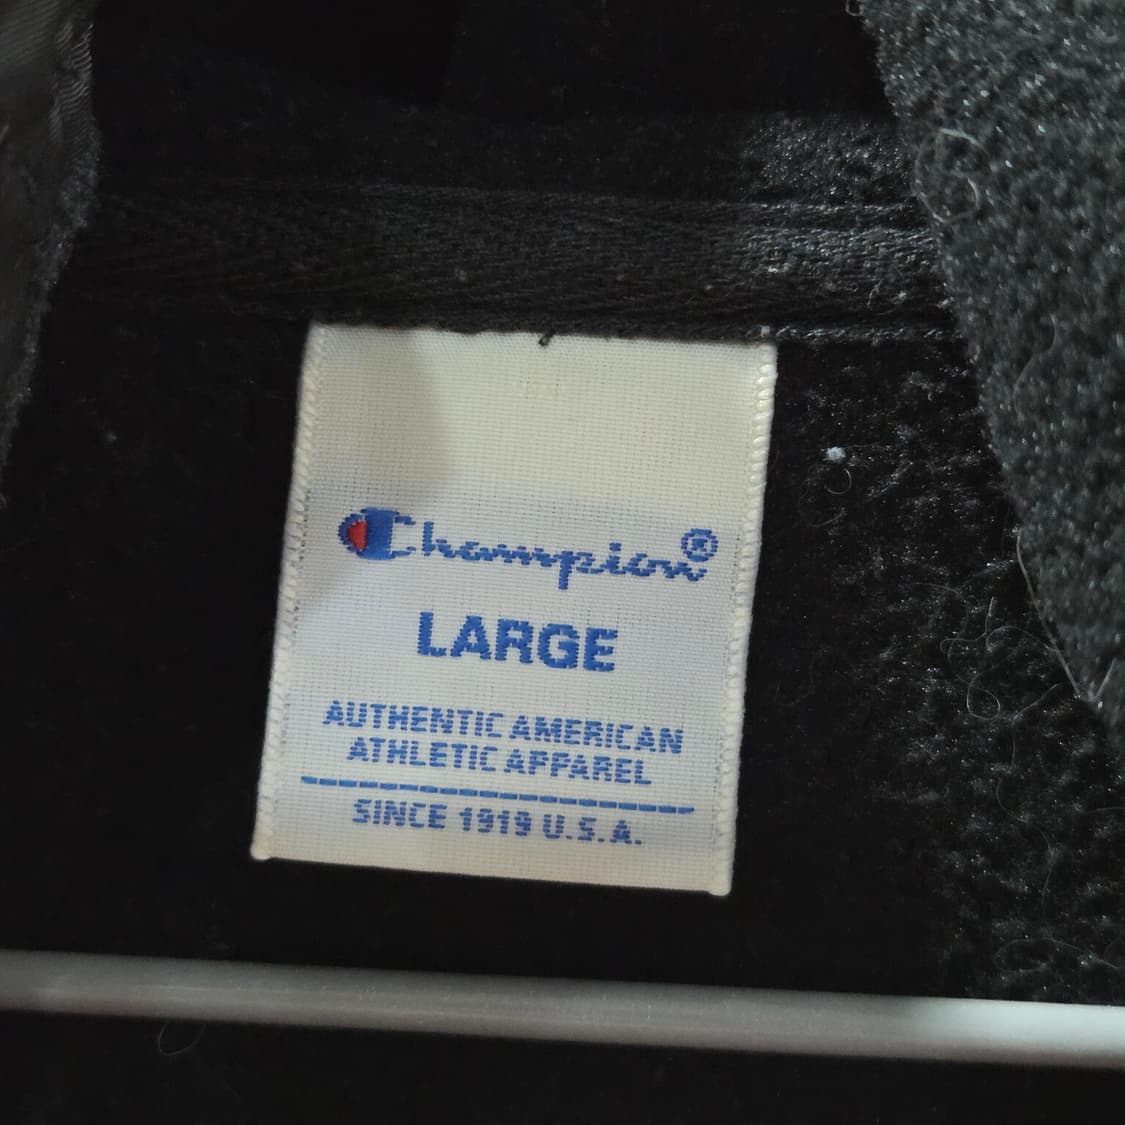 Champion®
LARGE
AUTHENTIC AMERICAN
ATHLETIC APPAREL
SINCE 1919 U.S.A.